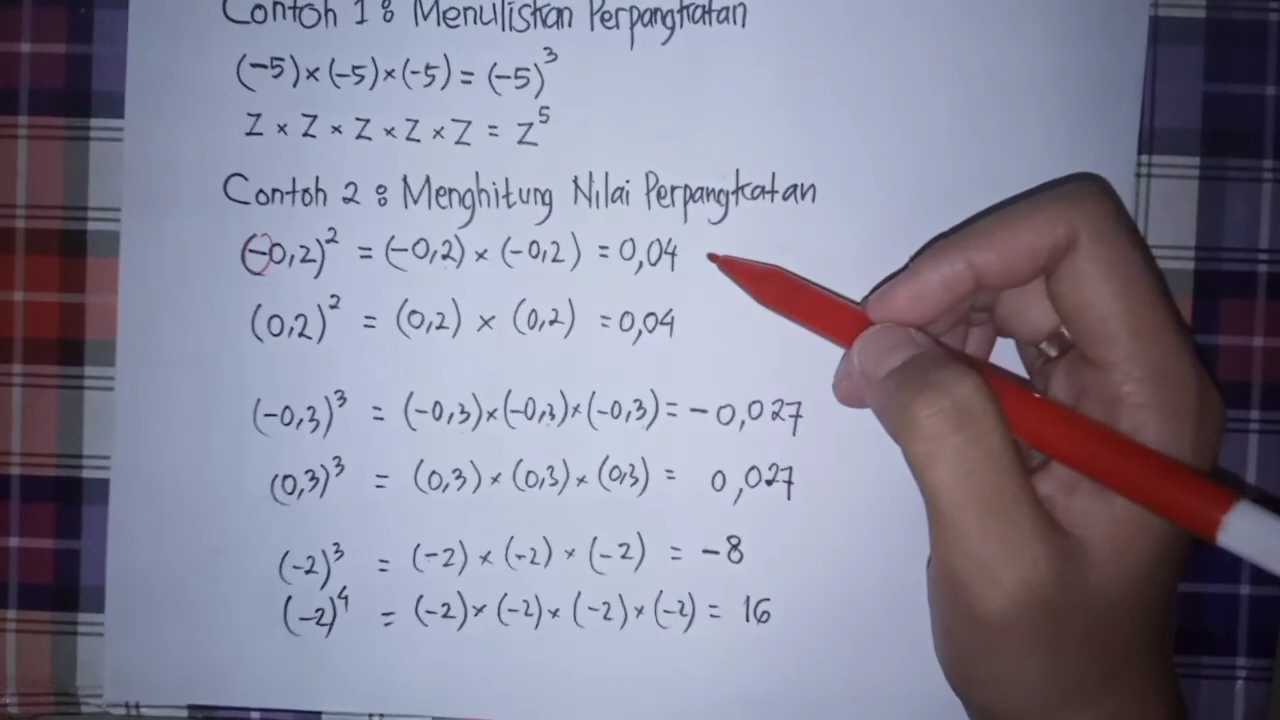 Contoh 1 : Menuliskan Perpangkatan
(-5)×(-5)×(-5) = (-5)³
Z × Z × Z × Z × Z = Z⁵
Contoh 2 : Menghitung Nilai Perpangkatan
(-0,2)² = (-0,2) × (-0,2) = 0,04
(0,2)² = (0,2) × (0,2) = 0,04
(-0,3)³ = (-0,3)×(-0,3)×(-0,3) = -0,027
(0,3)³ = (0,3) × (0,3) × (0,3) = 0,027
(-2)³ = (-2) × (-2) × (-2) = -8
(-2)⁴ = (-2)× (-2)× (-2)× (-2) = 16